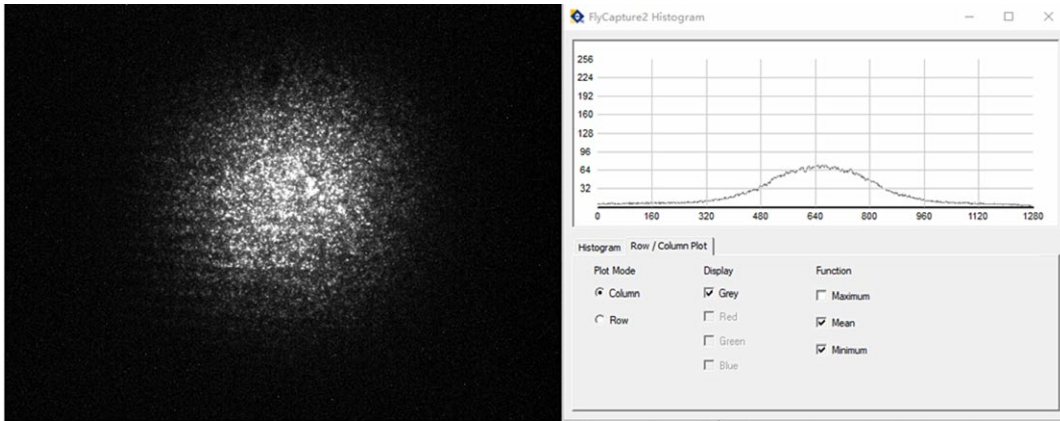 FlyCapture2 Histogram
256
224
192
160
128
96
64
32
0 160 320 480 640 800 960 1120 1280
Histogram Row / Column Plot
Plot Mode Display Function
Column Grey Maximum
Row Red Mean
Green Minimum
Blue